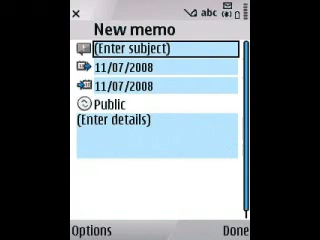 abc
New memo
(Enter subject)
11/07/2008
11/07/2008
Public
(Enter details)
Options Done